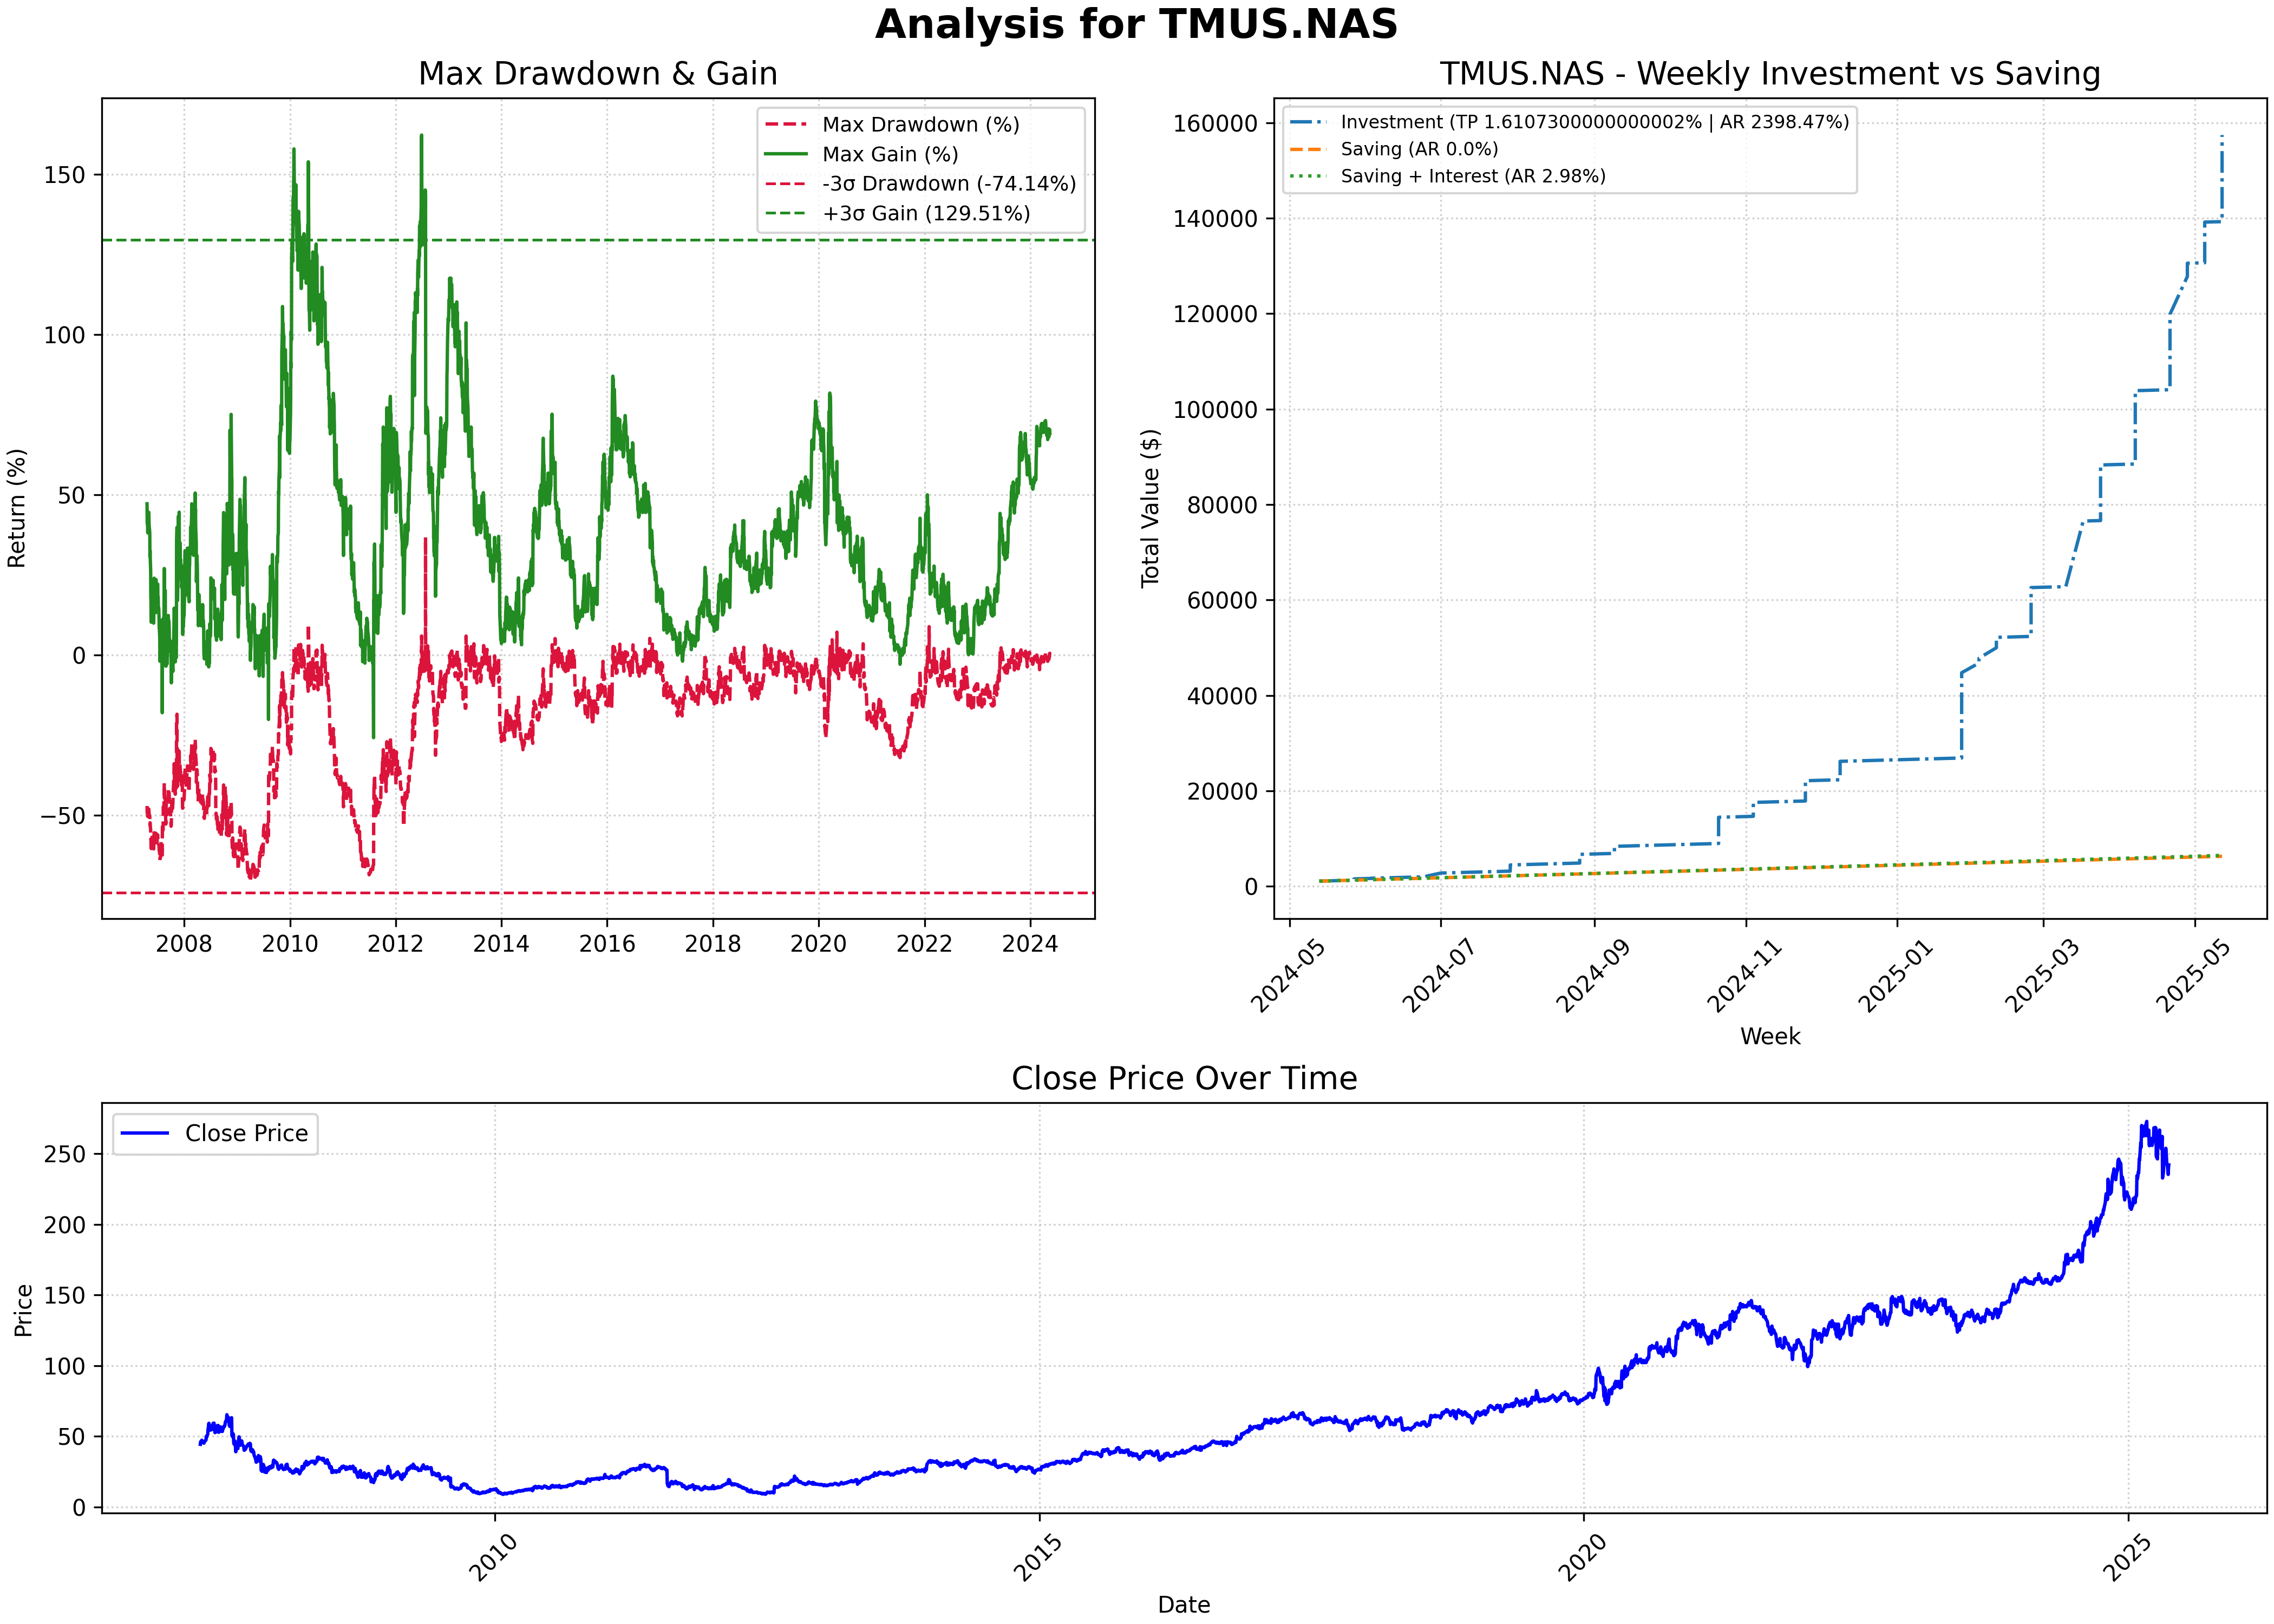 Analysis for TMUS.NAS
Max Drawdown & Gain
Return (%)
150
100
50
0
−50
2008 2010 2012 2014 2016 2018 2020 2022 2024
Max Drawdown (%)
Max Gain (%)
-3σ Drawdown (-74.14%)
+3σ Gain (129.51%)
TMUS.NAS - Weekly Investment vs Saving
Total Value ($)
160000
140000
120000
100000
80000
60000
40000
20000
0
Investment (TP 1.6107300000000002% | AR 2398.47%)
Saving (AR 0.0%)
Saving + Interest (AR 2.98%)
2024-05 2024-07 2024-09 2024-11 2025-01 2025-03 2025-05
Week
Close Price Over Time
Price
250
200
150
100
50
0
Close Price
2010 2015 2020 2025
Date